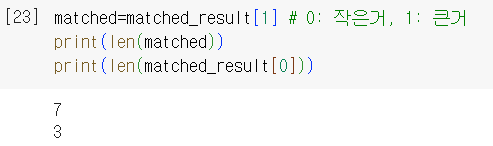 [23] matched=matched_result[1] # 0: 작은거, 1: 큰거
print(len(matched))
print(len(matched_result[0]))
7
3